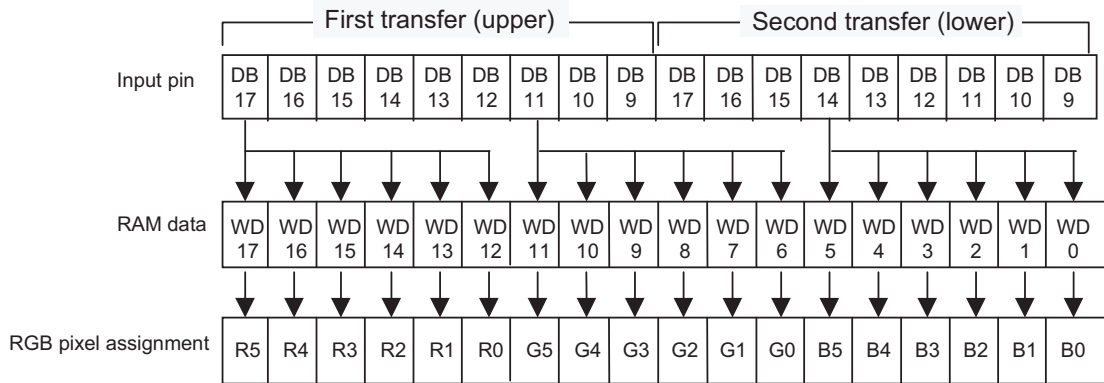 First transfer (upper) Second transfer (lower)
Input pin DB 17 DB 16 DB 15 DB 14 DB 13 DB 12 DB 11 DB 10 DB 9 DB 17 DB 16 DB 15 DB 14 DB 13 DB 12 DB 11 DB 10 DB 9
RAM data WD 17 WD 16 WD 15 WD 14 WD 13 WD 12 WD 11 WD 10 WD 9 WD 8 WD 7 WD 6 WD 5 WD 4 WD 3 WD 2 WD 1 WD 0
RGB pixel assignment R5 R4 R3 R2 R1 R0 G5 G4 G3 G2 G1 G0 B5 B4 B3 B2 B1 B0